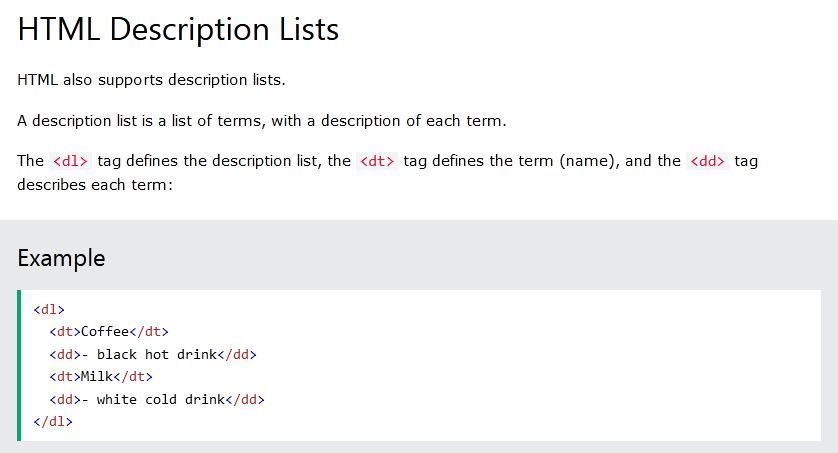 HTML Description Lists
HTML also supports description lists.
A description list is a list of terms, with a description of each term.
The <dl> tag defines the description list, the <dt> tag defines the term (name), and the <dd> tag
describes each term:
Example
<dl>
  <dt>Coffee</dt>
  <dd>- black hot drink</dd>
  <dt>Milk</dt>
  <dd>- white cold drink</dd>
</dl>